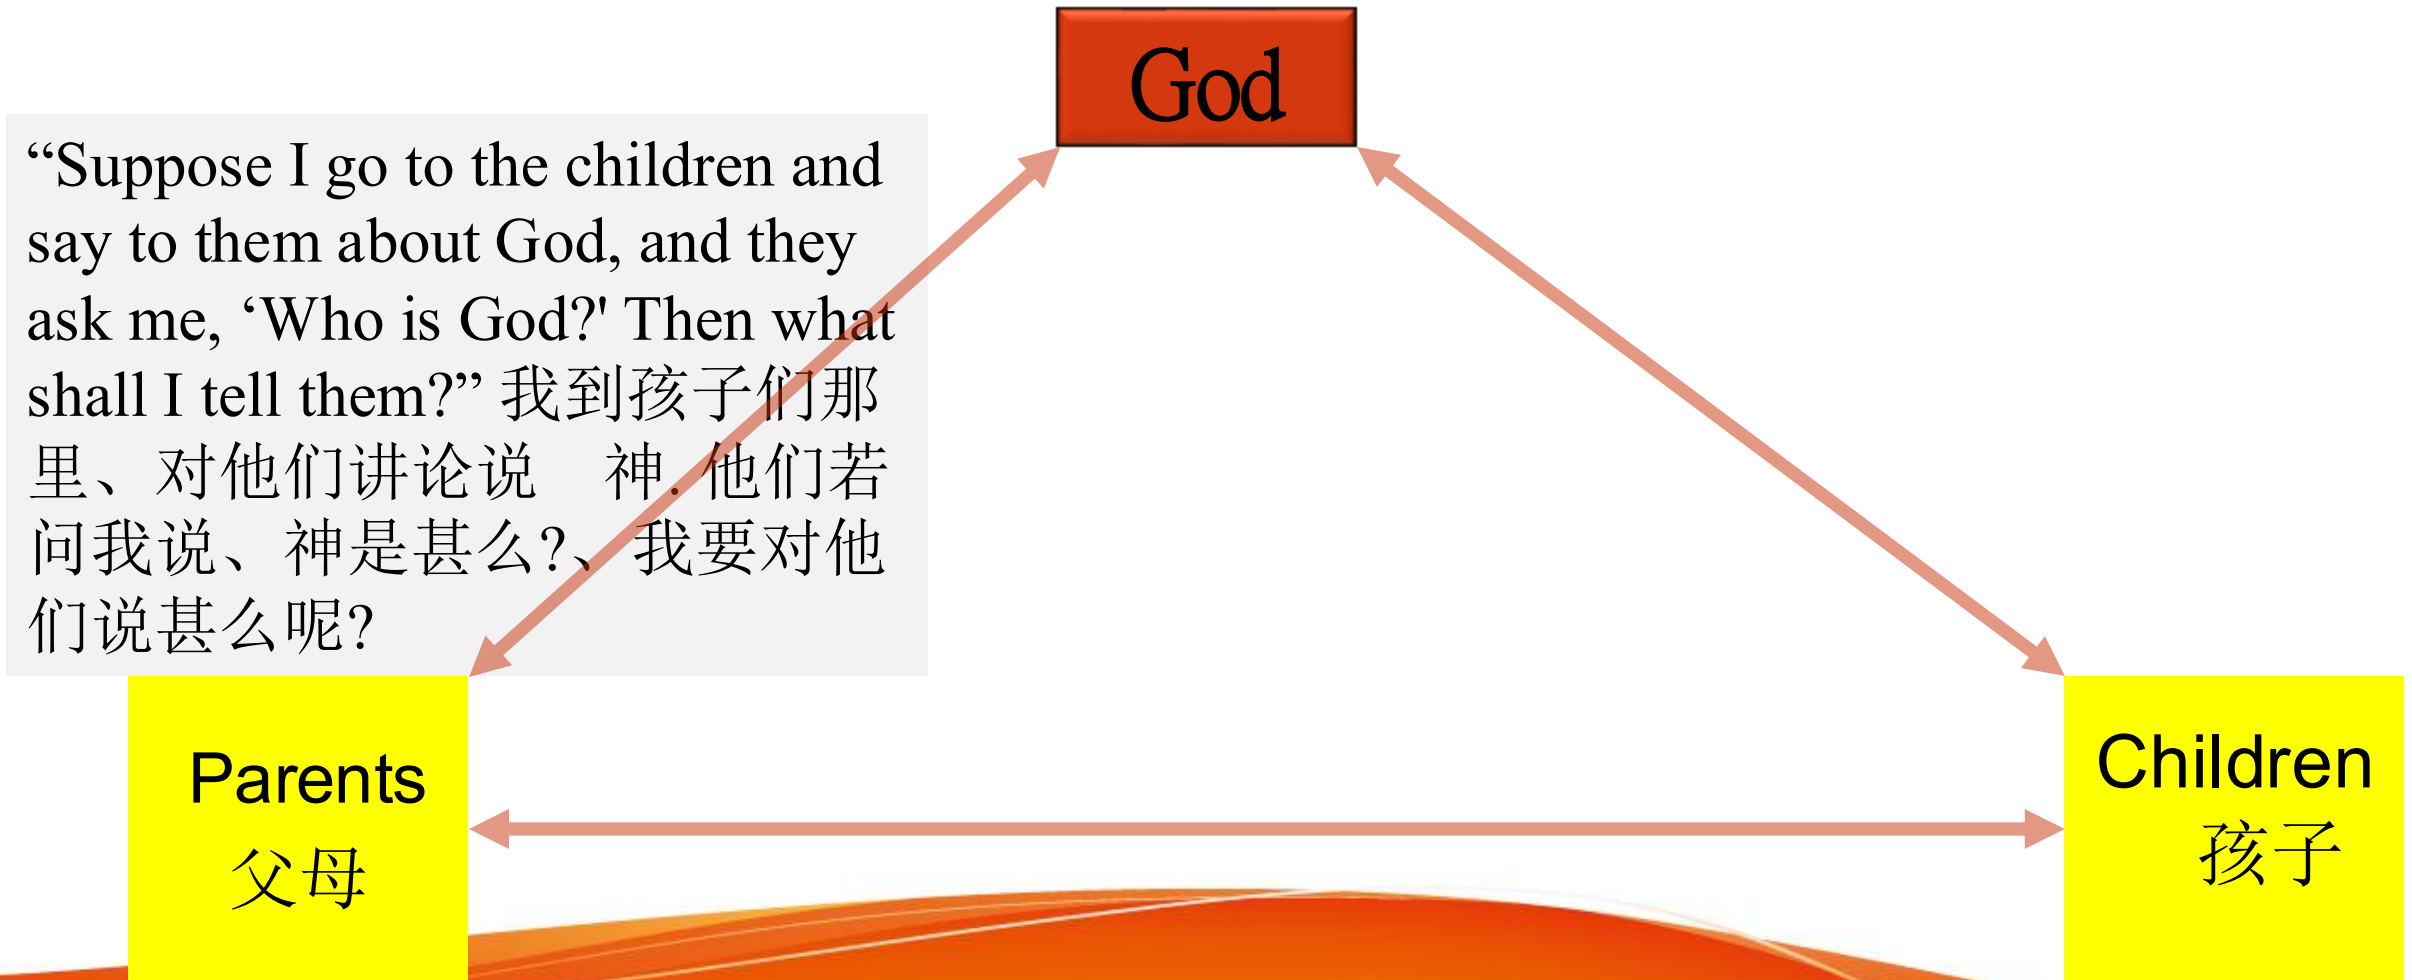 God
“Suppose I go to the children and
say to them about God, and they
ask me, ‘Who is God?' Then what
shall I tell them?” 我到孩子们那
里、对他们讲论说　神. 他们若
问我说、神是甚么?、我要对他
们说甚么呢?
Parents
父母
Children
孩子